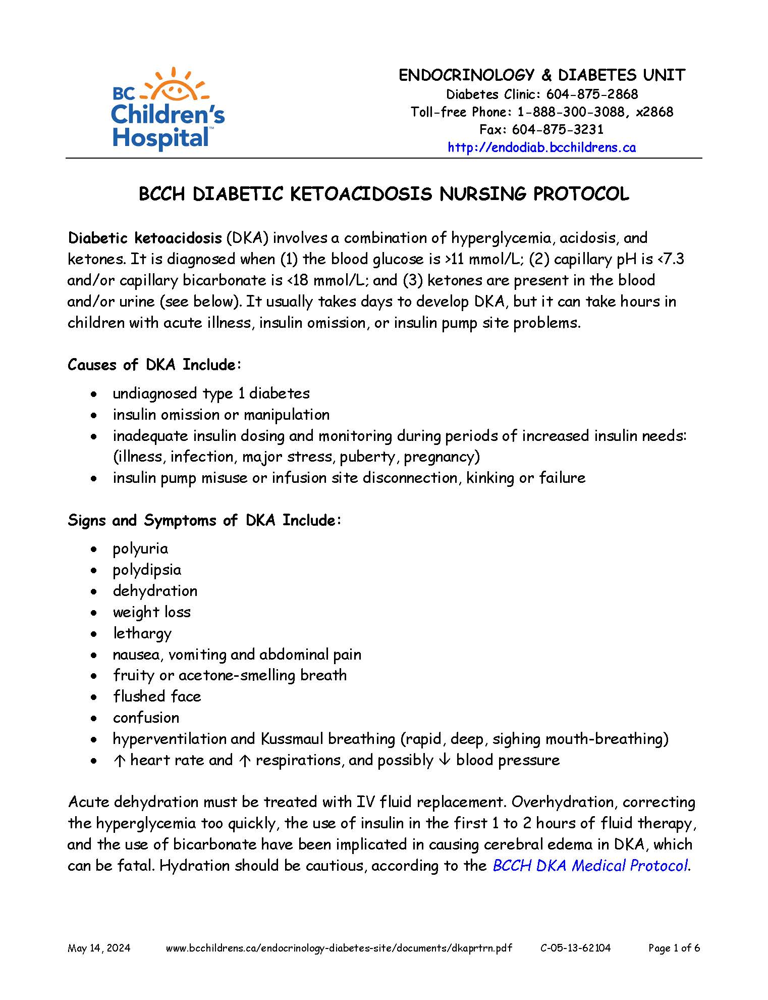 BC
Children's
Hospital™
ENDOCRINOLOGY & DIABETES UNIT
Diabetes Clinic: 604-875-2868
Toll-free Phone: 1-888-300-3088, x2868
Fax: 604-875-3231
http://endodiab.bcchildrens.ca
BCCH DIABETIC KETOACIDOSIS NURSING PROTOCOL
Diabetic ketoacidosis (DKA) involves a combination of hyperglycemia, acidosis, and
ketones. It is diagnosed when (1) the blood glucose is >11 mmol/L; (2) capillary pH is <7.3
and/or capillary bicarbonate is <18 mmol/L; and (3) ketones are present in the blood
and/or urine (see below). It usually takes days to develop DKA, but it can take hours in
children with acute illness, insulin omission, or insulin pump site problems.
Causes of DKA Include:
• undiagnosed type 1 diabetes
• insulin omission or manipulation
• inadequate insulin dosing and monitoring during periods of increased insulin needs:
(illness, infection, major stress, puberty, pregnancy)
• insulin pump misuse or infusion site disconnection, kinking or failure
Signs and Symptoms of DKA Include:
• polyuria
• polydipsia
• dehydration
• weight loss
• lethargy
• nausea, vomiting and abdominal pain
• fruity or acetone-smelling breath
• flushed face
• confusion
• hyperventilation and Kussmaul breathing (rapid, deep, sighing mouth-breathing)
• ↑ heart rate and ↑ respirations, and possibly ↓ blood pressure
Acute dehydration must be treated with IV fluid replacement. Overhydration, correcting
the hyperglycemia too quickly, the use of insulin in the first 1 to 2 hours of fluid therapy,
and the use of bicarbonate have been implicated in causing cerebral edema in DKA, which
can be fatal. Hydration should be cautious, according to the BCCH DKA Medical Protocol.
May 14, 2024 www.bcchildrens.ca/endocrinology-diabetes-site/documents/dkaprtrn.pdf C-05-13-62104 Page 1 of 6